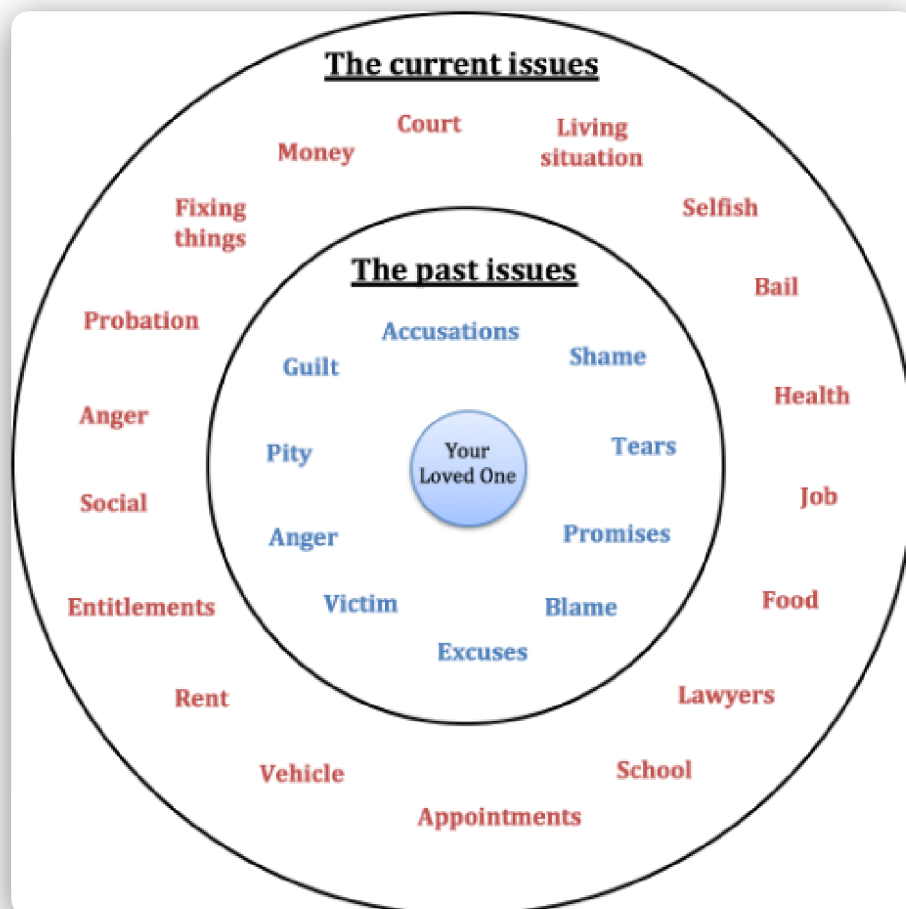 The current issues
Court
Living
situation
Money
Fixing
things
Selfish
Bail
Probation
Health
Anger
Job
Social
Food
Entitlements
Lawyers
Rent
School
Vehicle
Appointments
The past issues
Accusations
Shame
Guilt
Tears
Pity
Promises
Anger
Blame
Victim
Excuses
Your
Loved One